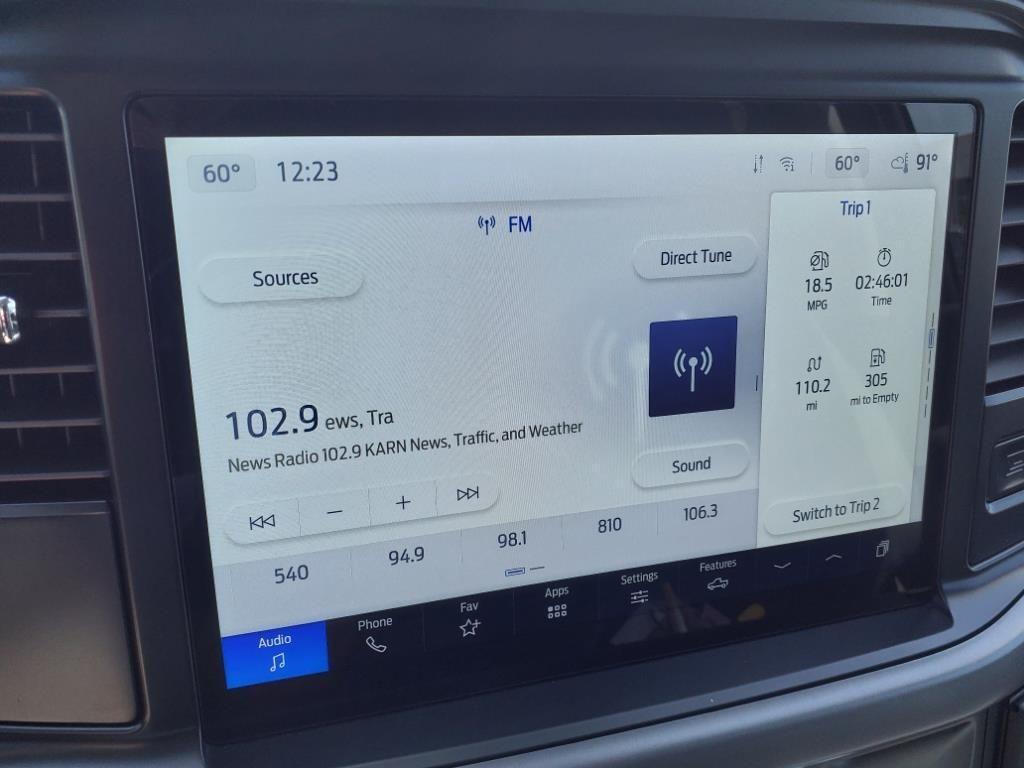 60° 12:23 60° 91°
FM
Sources
Direct Tune
102.9 ews, Tra
News Radio 102.9 KARN News, Traffic, and Weather
Sound
540 94.9 98.1 810 106.3
Trip 1
18.5 02:46:01
MPG Time
110.2 305
mi mi to Empty
Switch to Trip 2
Audio Phone Fav Apps Settings Features